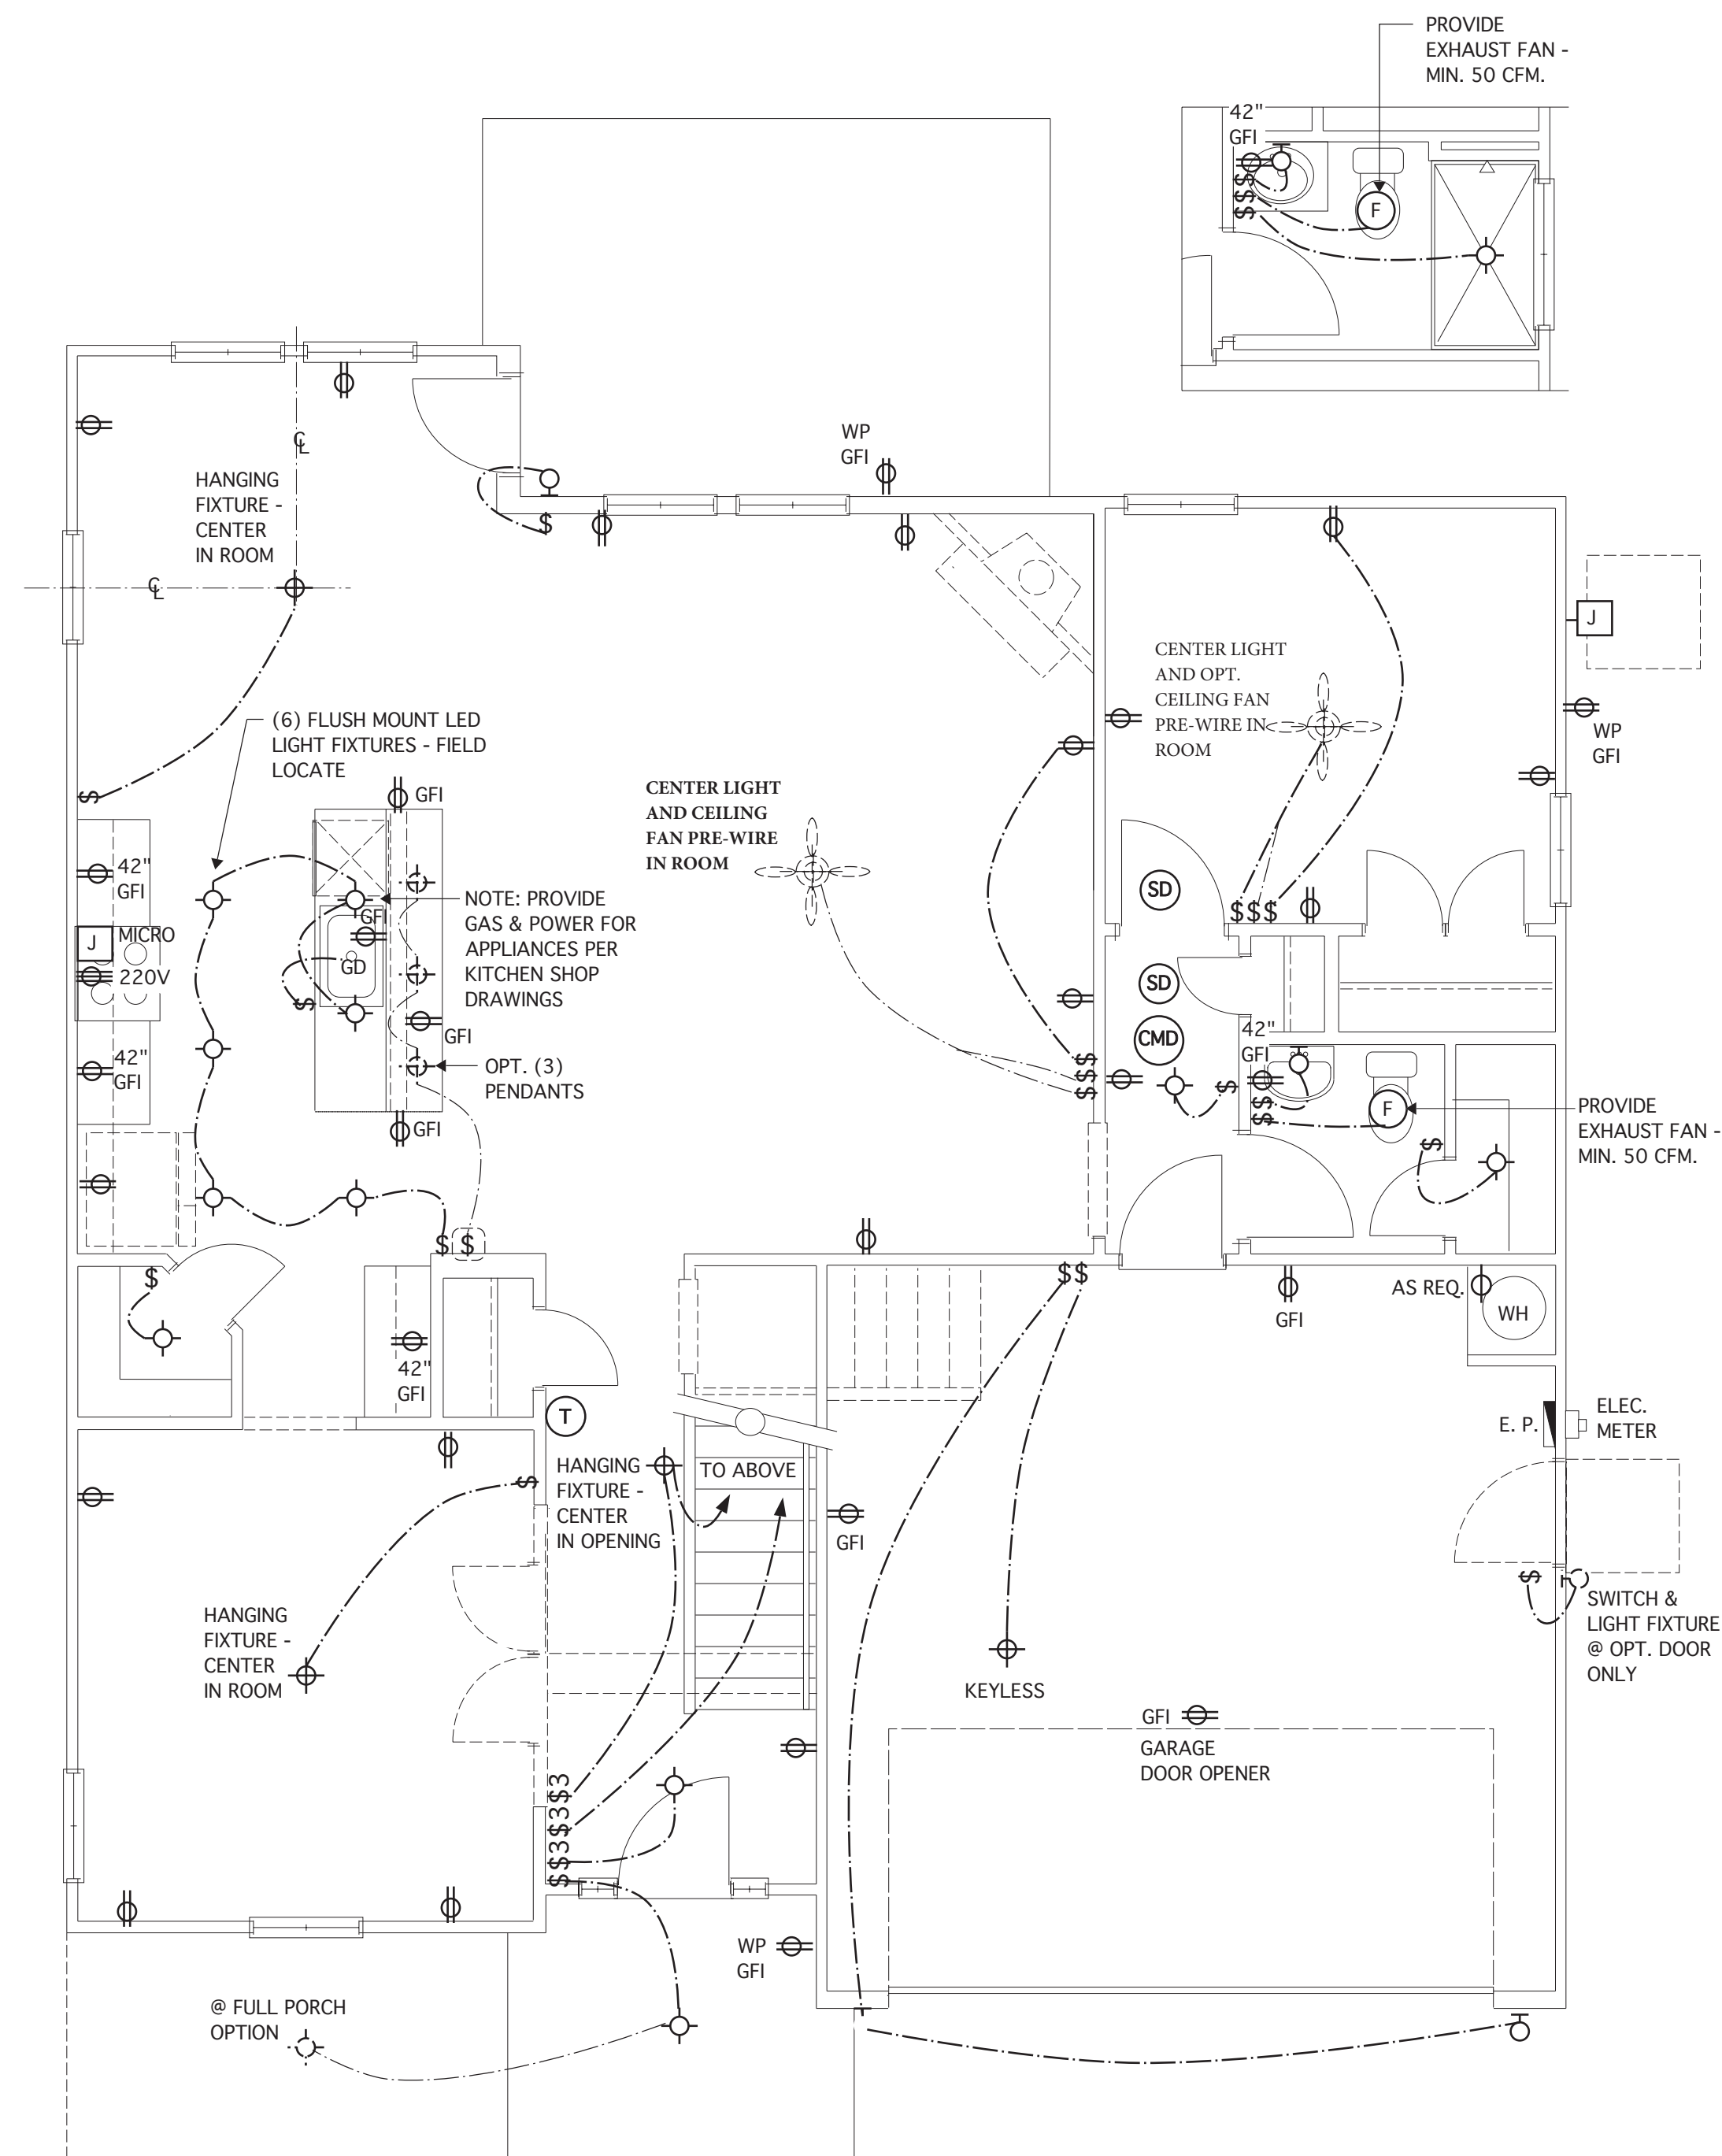 PROVIDE
EXHAUST FAN -
MIN. 50 CFM.
42"
GFI
$
$
$
F
WP
GFI
℄
HANGING
FIXTURE -
CENTER
IN ROOM
℄
$
J
CENTER LIGHT
AND OPT.
CEILING FAN
PRE-WIRE IN
ROOM
WP
GFI
(6) FLUSH MOUNT LED
LIGHT FIXTURES - FIELD
LOCATE
$
GFI
CENTER LIGHT
AND CEILING
FAN PRE-WIRE
IN ROOM
42"
GFI
NOTE: PROVIDE
GAS & POWER FOR
APPLIANCES PER
KITCHEN SHOP
DRAWINGS
GFI
SD
$$$
J
MICRO
220V
GD
$
SD
GFI
CMD
42"
GFI
42"
GFI
OPT. (3)
PENDANTS
$
$
$
$
$
$
F
PROVIDE
EXHAUST FAN -
MIN. 50 CFM.
GFI
$
$ $
$
$$
GFI
AS REQ.
WH
42"
GFI
T
E. P.
ELEC.
METER
$
HANGING
FIXTURE -
CENTER
IN OPENING
TO ABOVE
GFI
$
SWITCH &
LIGHT FIXTURE
@ OPT. DOOR
ONLY
HANGING
FIXTURE -
CENTER
IN ROOM
KEYLESS
GFI
GARAGE
DOOR OPENER
$3
$3
$3
$
WP
GFI
@ FULL PORCH
OPTION